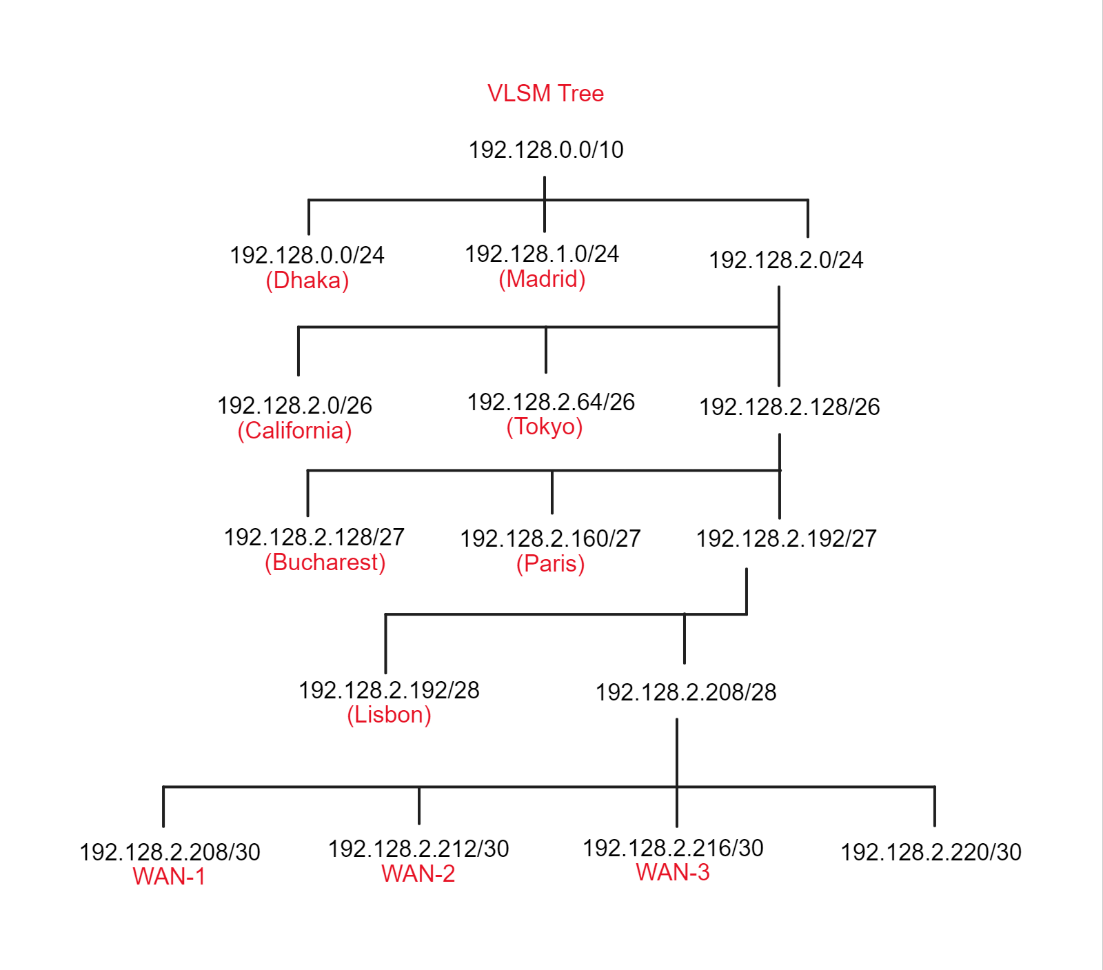 VLSM Tree
192.128.0.0/10
192.128.0.0/24
(Dhaka)
192.128.1.0/24
(Madrid)
192.128.2.0/24
192.128.2.0/26
(California)
192.128.2.64/26
(Tokyo)
192.128.2.128/26
192.128.2.128/27
(Bucharest)
192.128.2.160/27
(Paris)
192.128.2.192/27
192.128.2.192/28
(Lisbon)
192.128.2.208/28
192.128.2.208/30
WAN-1
192.128.2.212/30
WAN-2
192.128.2.216/30
WAN-3
192.128.2.220/30